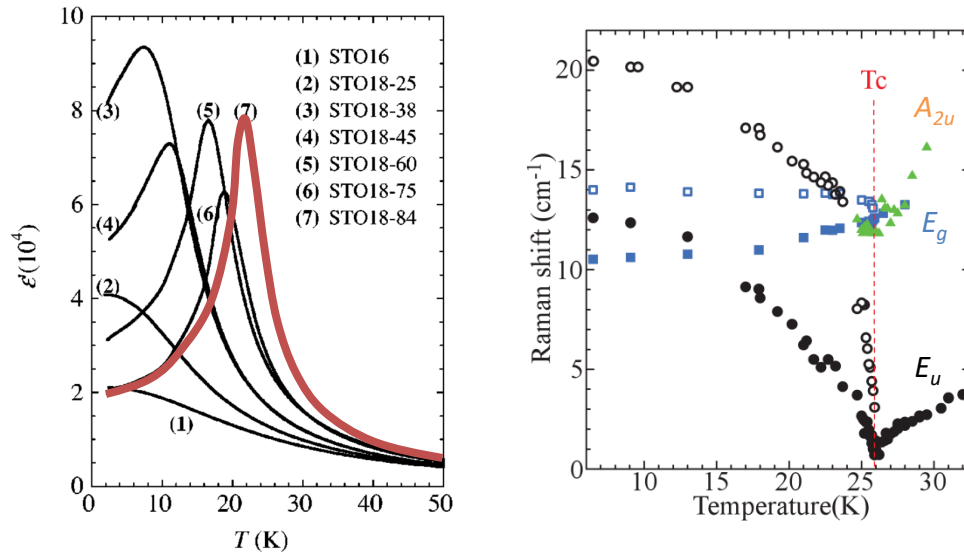 10
8
6
4
2
0
ε'(10⁴)
0
10
20
30
40
50
T (K)
(1) STO16
(2) STO18-25
(3) STO18-38
(4) STO18-45
(5) STO18-60
(6) STO18-75
(7) STO18-84
(3)
(5)
(7)
(4)
(6)
(2)
(1)
20
15
10
5
0
Raman shift (cm⁻¹)
10
15
20
25
30
Temperature(K)
Tc
A₂ᵤ
E_g
Eᵤ